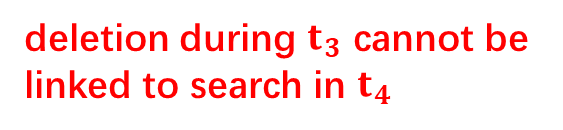 deletion during t₃ cannot be
linked to search in t₄